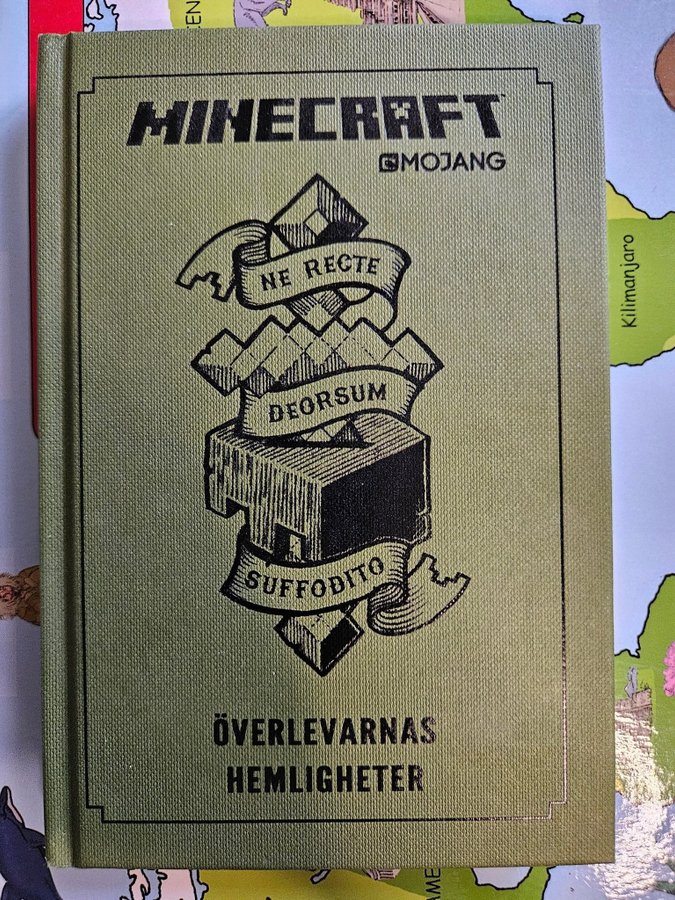 MINECRAFT
MOJANG
NE RECTE
DEORSUM
SUFFODITO
ÖVERLEVARNAS
HEMLIGHETER
Kilimanjaro